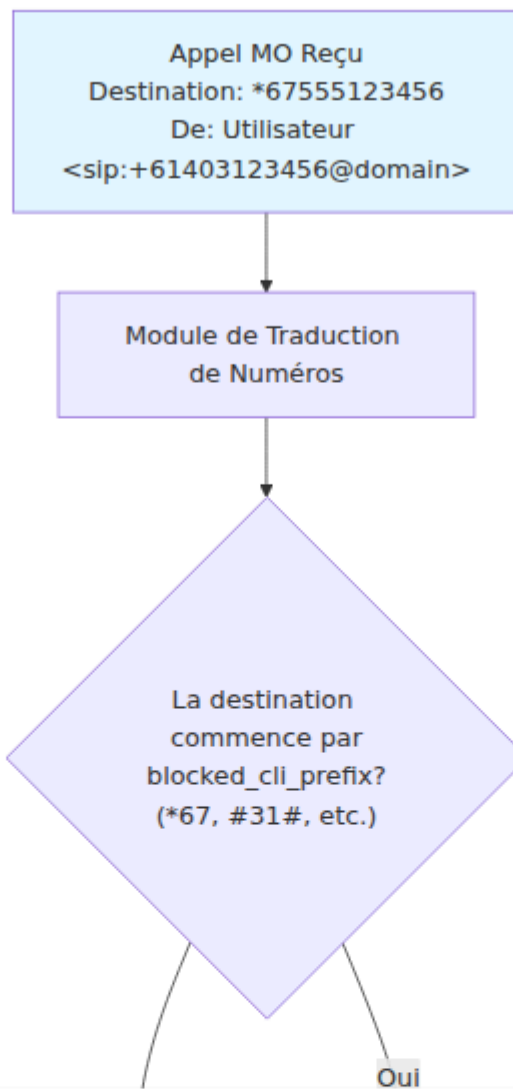 Appel MO Reçu
Destination: *67555123456
De: Utilisateur
<sip:+61403123456@domain>
Module de Traduction
de Numéros
La destination
commence par
blocked_cli_prefix?
(*67, #31#, etc.)
Oui